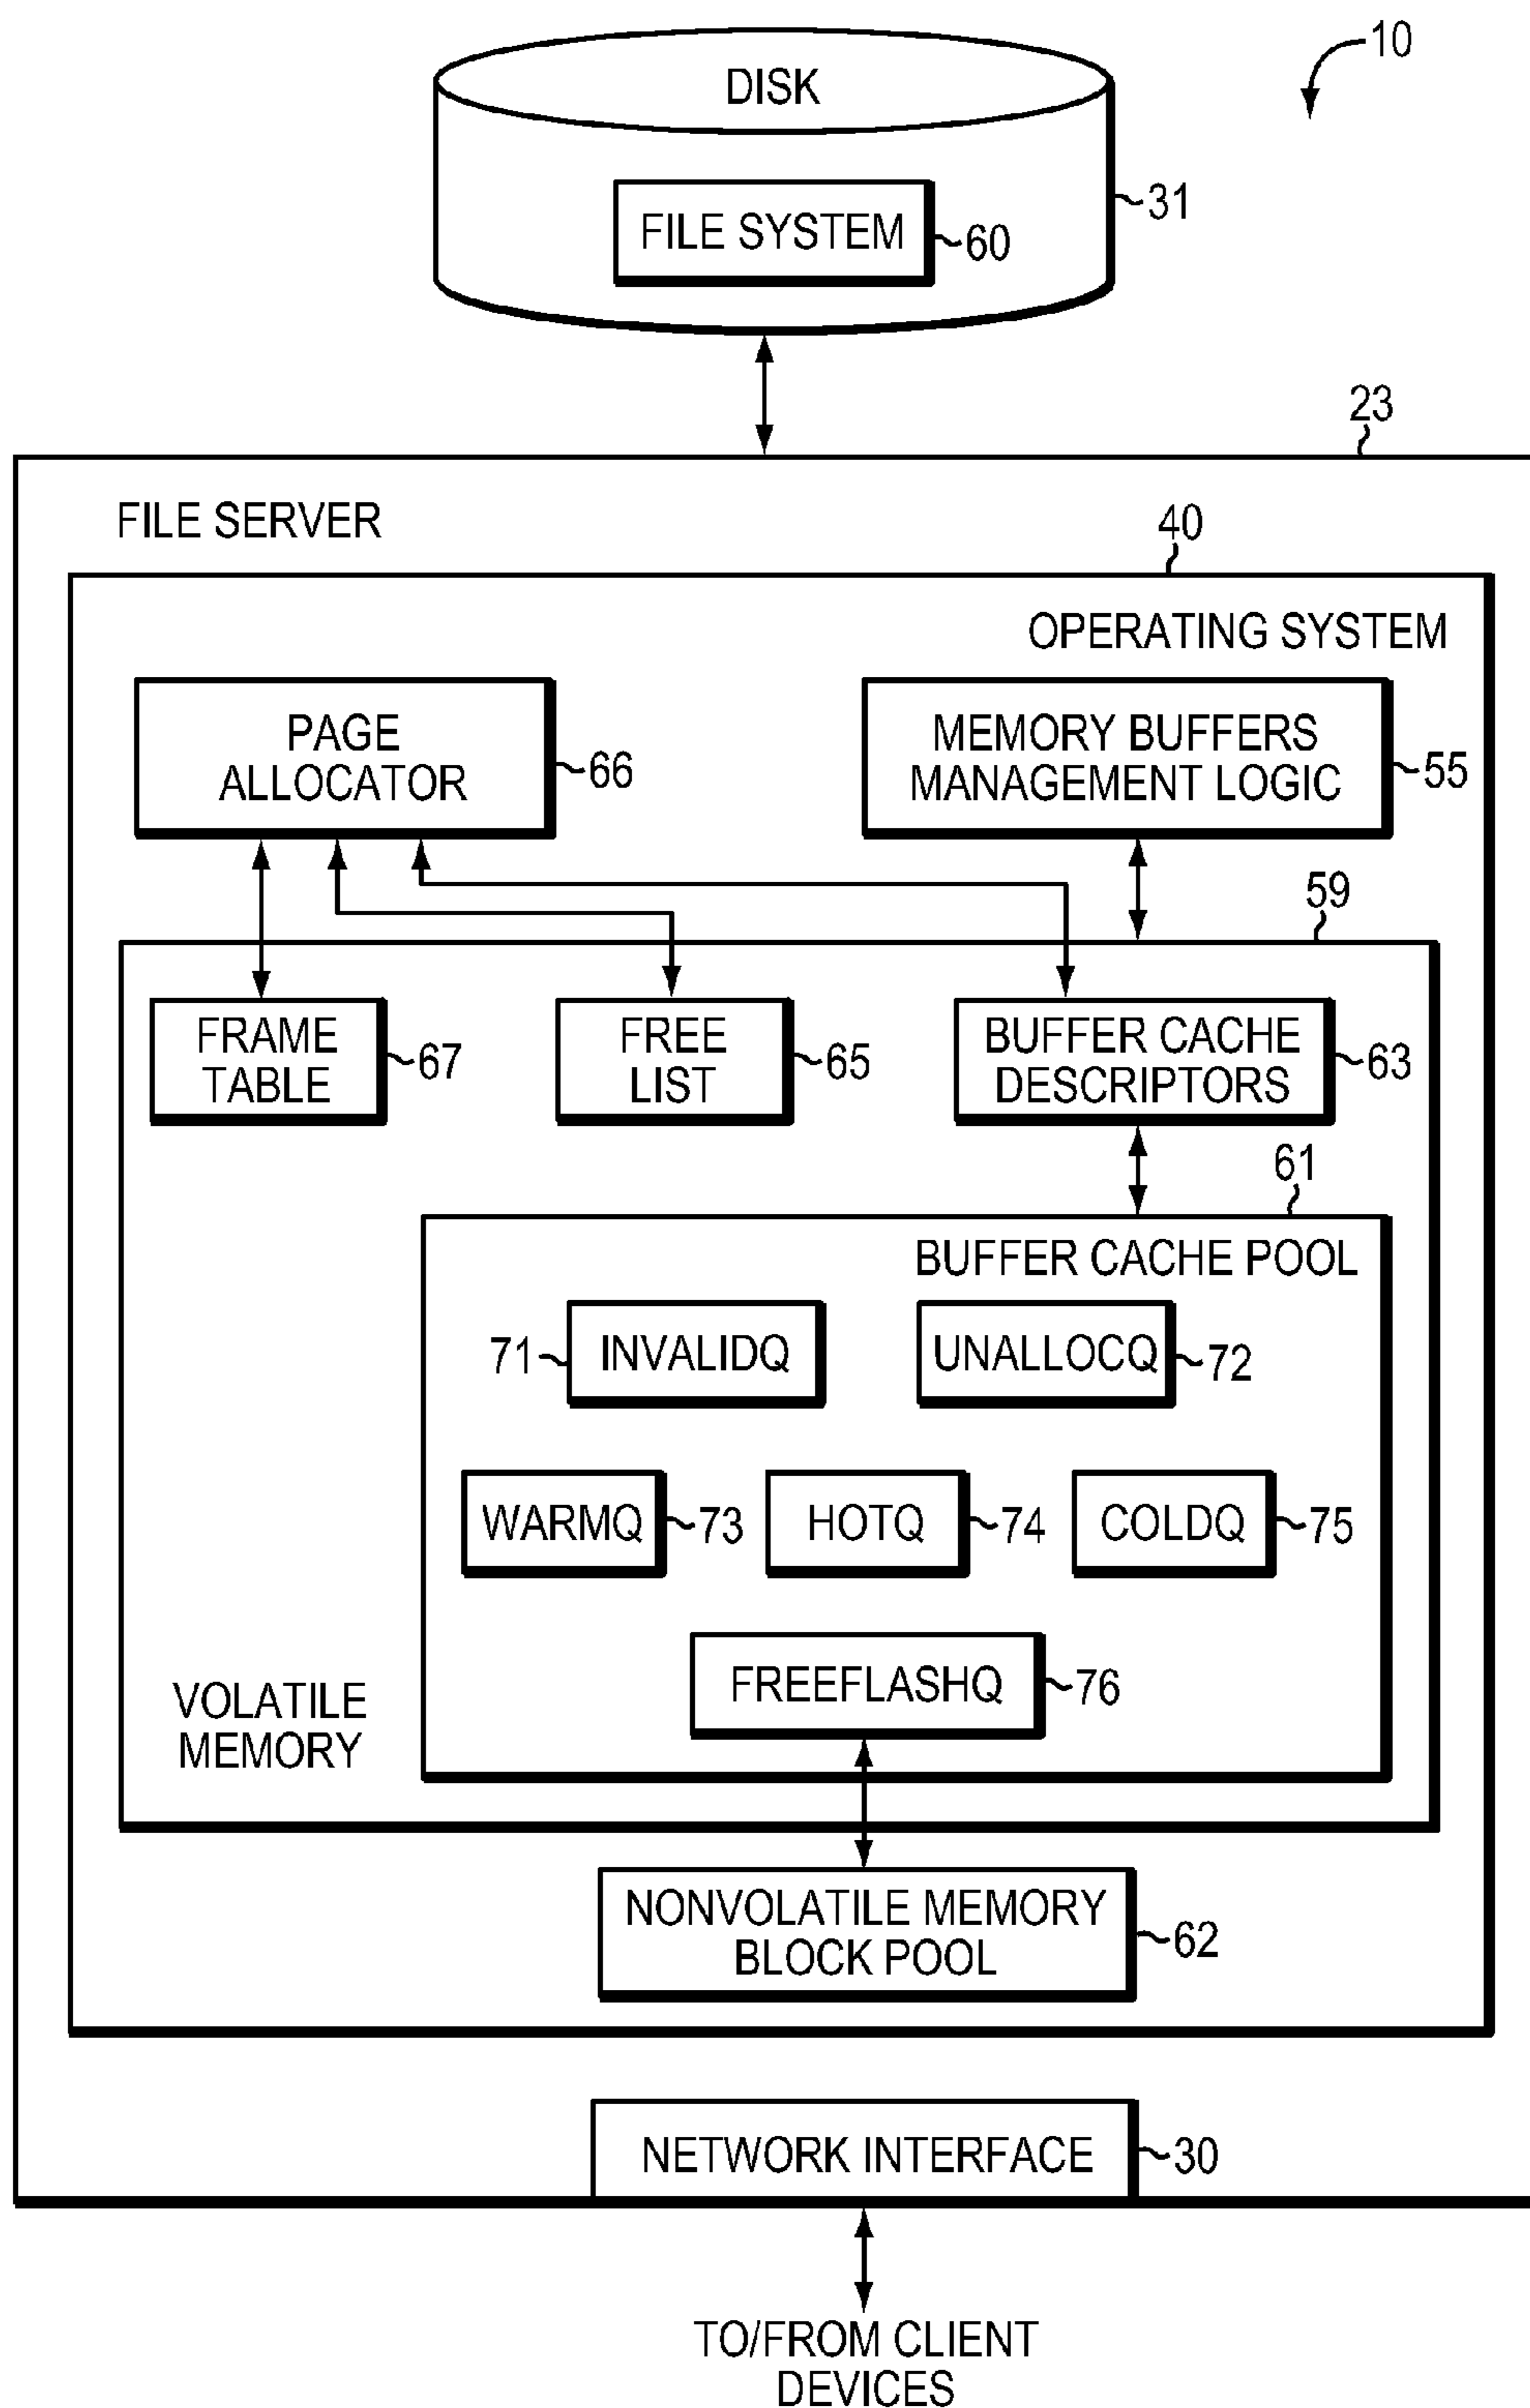 10
DISK
31
FILE SYSTEM
60
23
FILE SERVER
40
OPERATING SYSTEM
PAGE
ALLOCATOR
66
MEMORY BUFFERS
MANAGEMENT LOGIC
55
59
FRAME
TABLE
67
FREE
LIST
65
BUFFER CACHE
DESCRIPTORS
63
61
BUFFER CACHE POOL
71
INVALIDQ
UNALLOCQ
72
WARMQ
73
HOTQ
74
COLDQ
75
FREEFLASHQ
76
VOLATILE
MEMORY
NONVOLATILE MEMORY
BLOCK POOL
62
NETWORK INTERFACE
30
TO/FROM CLIENT
DEVICES